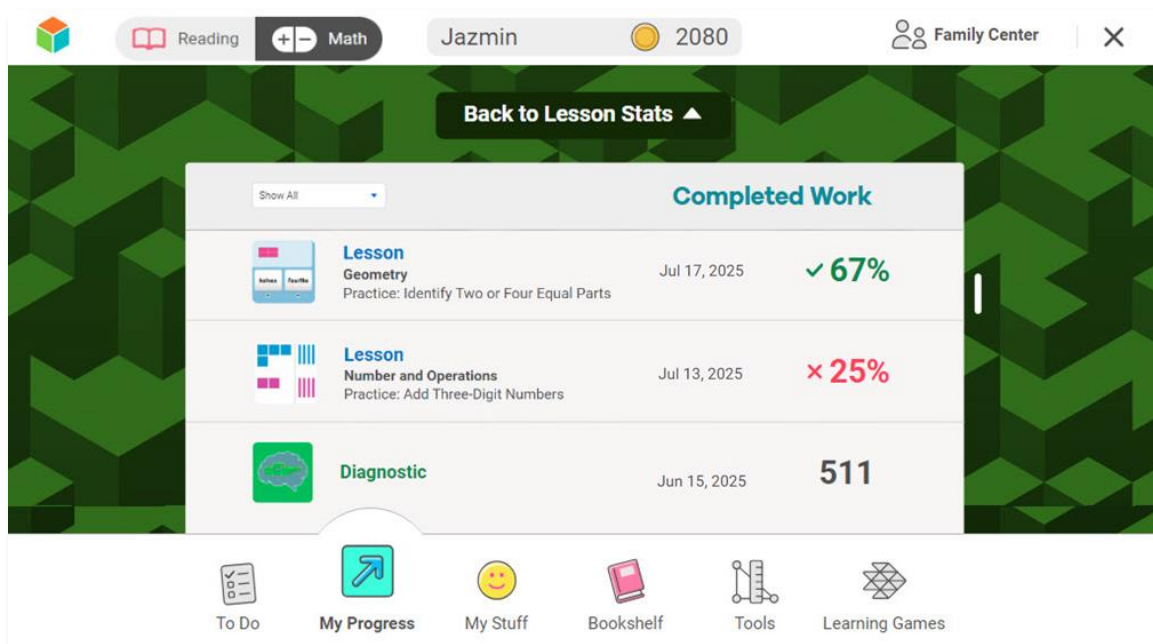 Reading
Math
Jazmin
2080
Family Center
Back to Lesson Stats
Show All
Completed Work
halves fourths
Lesson
Geometry
Practice: Identify Two or Four Equal Parts
Jul 17, 2025
67%
Lesson
Number and Operations
Practice: Add Three-Digit Numbers
Jul 13, 2025
25%
Diagnostic
Jun 15, 2025
511
To Do
My Progress
My Stuff
Bookshelf
Tools
Learning Games